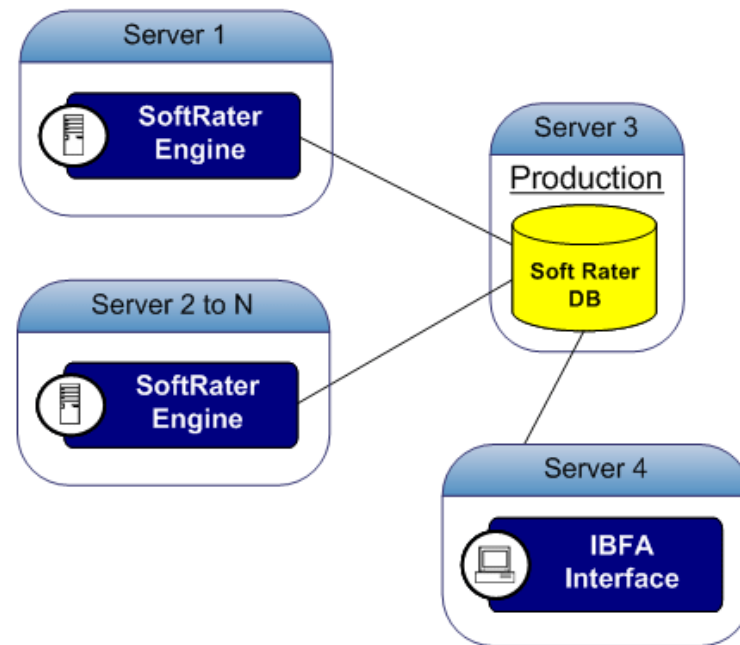 Server 1
SoftRater
Engine
Server 3
Production
Soft Rater
DB
Server 2 to N
SoftRater
Engine
Server 4
IBFA
Interface